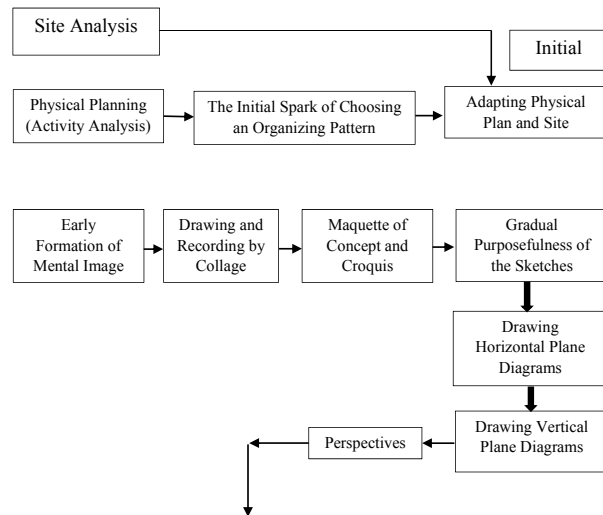 Site Analysis
Initial
Physical Planning
(Activity Analysis)
The Initial Spark of Choosing
an Organizing Pattern
Adapting Physical
Plan and Site
Early
Formation of
Mental Image
Drawing and
Recording by
Collage
Maquette of
Concept and
Croquis
Gradual
Purposefulness of
the Sketches
Drawing
Horizontal Plane
Diagrams
Drawing Vertical
Plane Diagrams
Perspectives